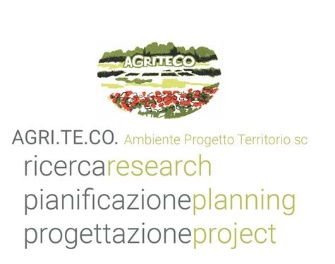 AGRITECO
AGRI.TE.CO. Ambiente Progetto Territorio sc
ricercaresearch
pianificazioneplanning
progettazioneproject